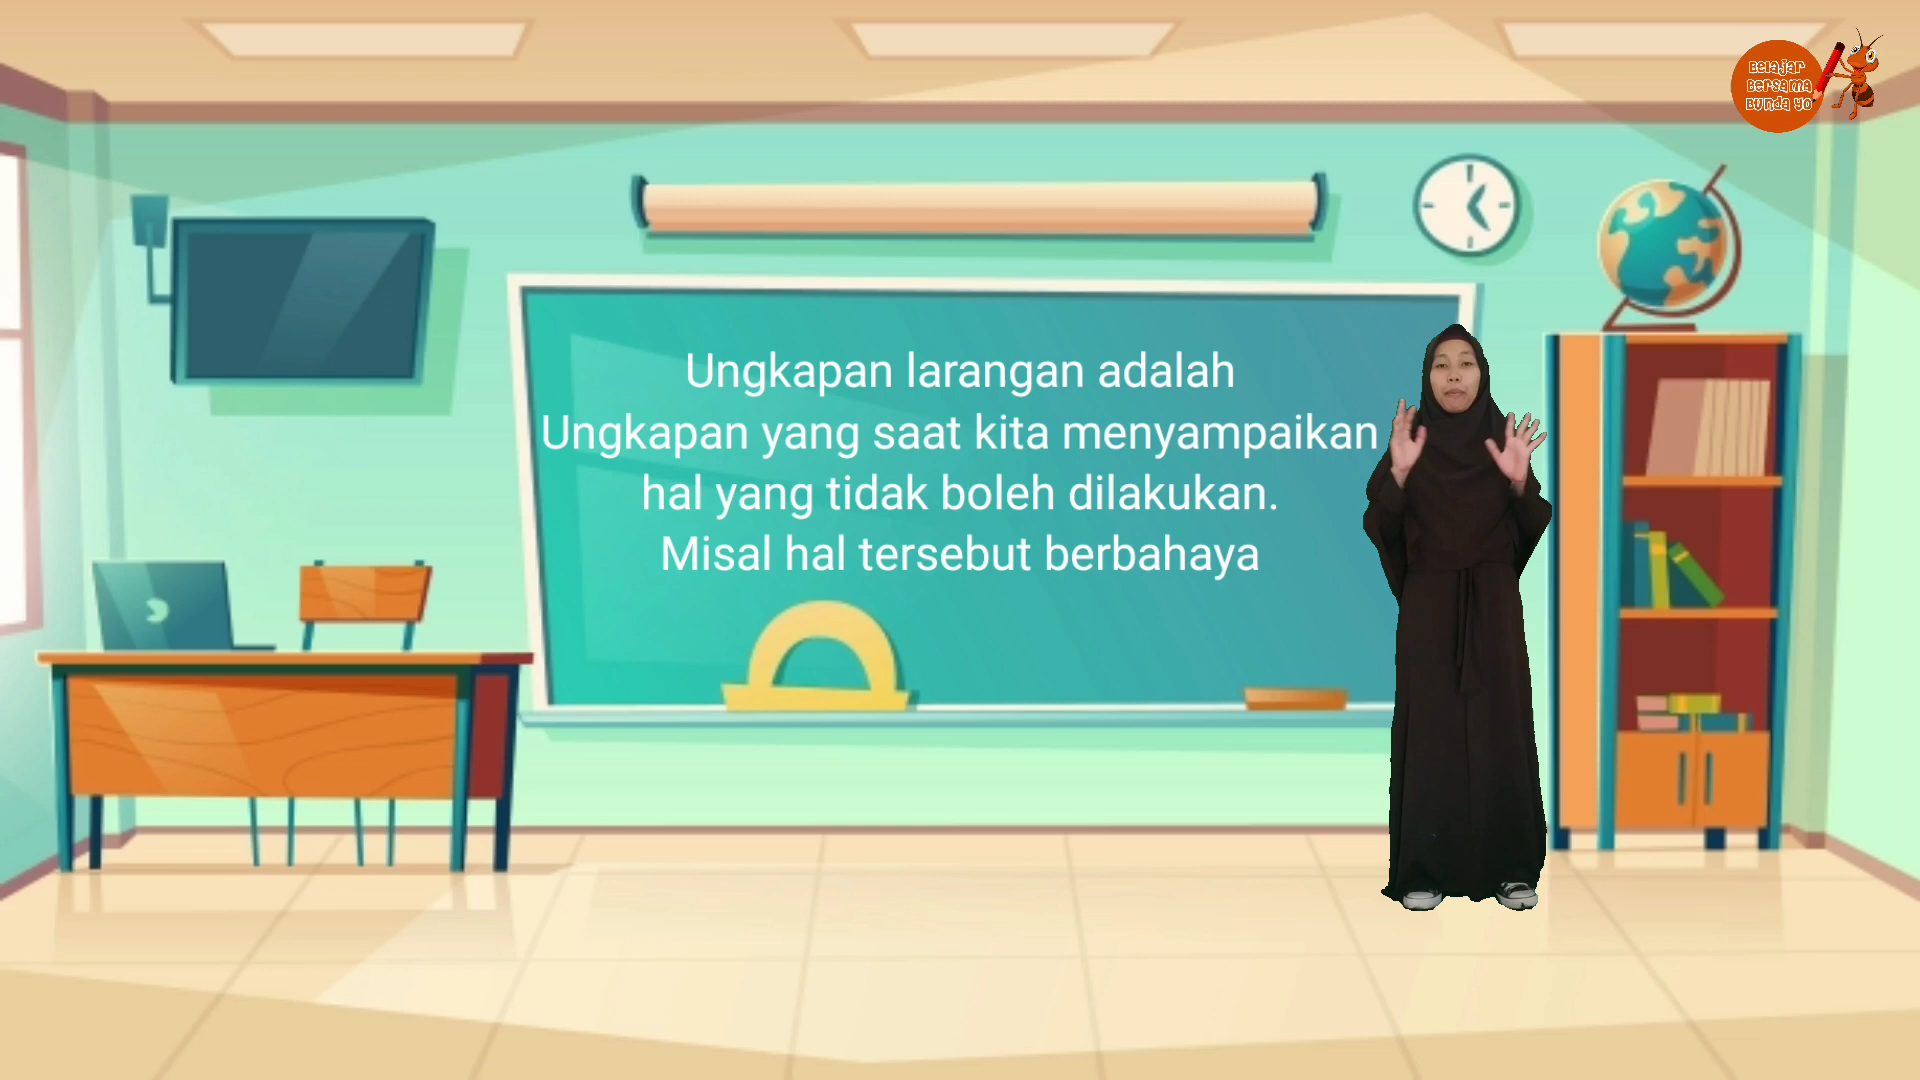 Belajar
Bersama
Bunda Yo
Ungkapan larangan adalah
Ungkapan yang saat kita menyampaikan
hal yang tidak boleh dilakukan.
Misal hal tersebut berbahaya